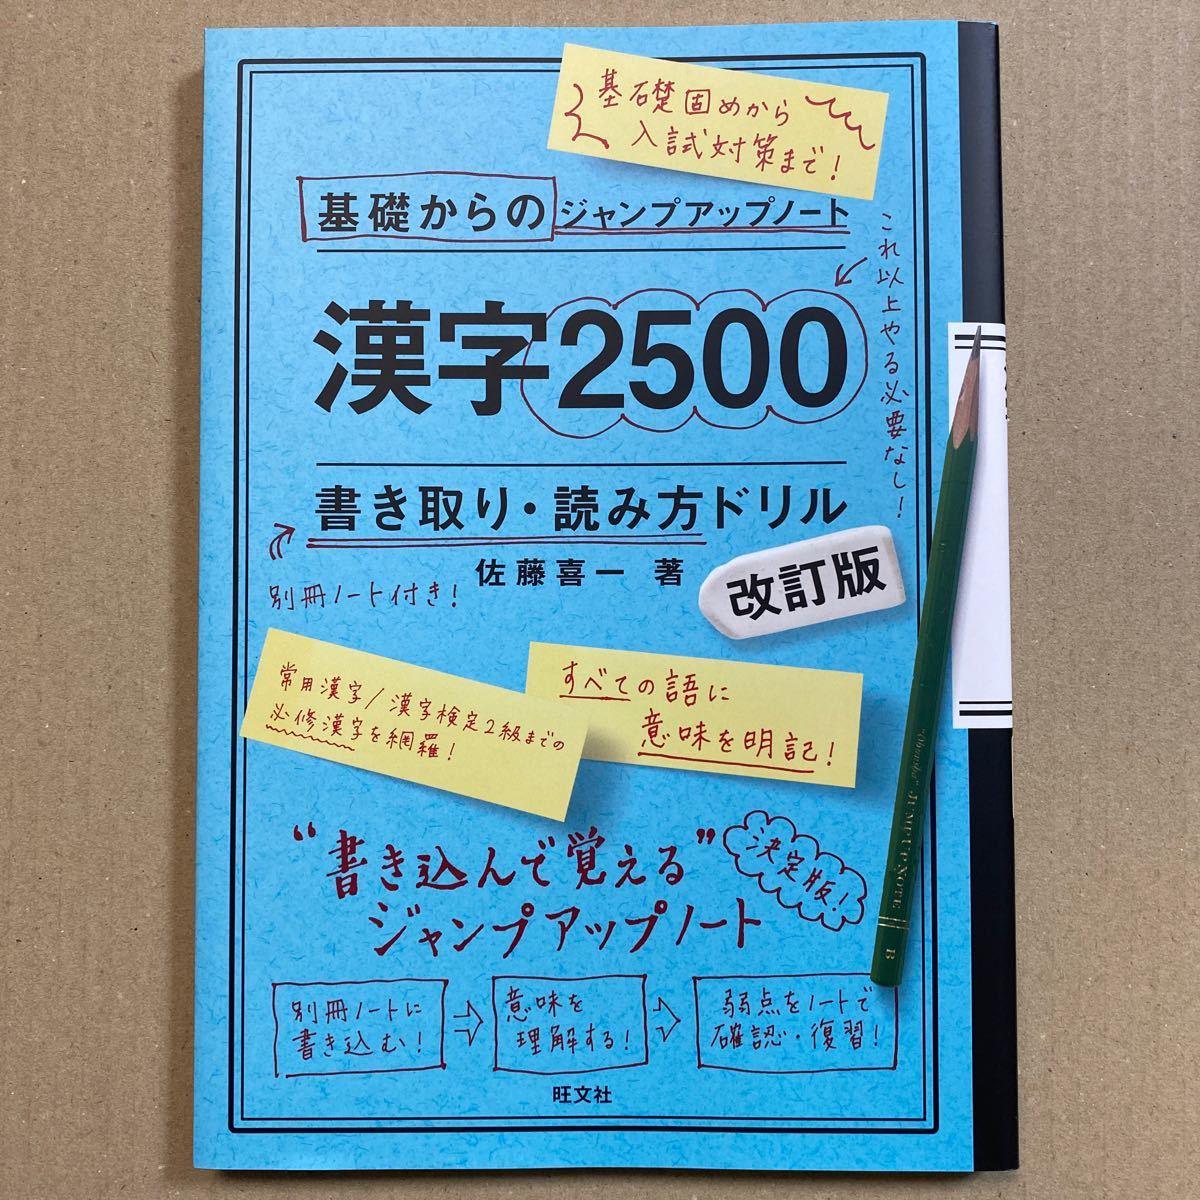 基礎固めから
入試対策まで!
基礎からのジャンプアップノート
漢字2500
これ以上やる必要なし!
書き取り・読み方ドリル
佐藤喜一 著
改訂版
別冊ノート付き!
常用漢字/漢字検定2級までの
必修漢字を網羅!
すべての語に
意味を明記!
“書き込んで覚える”
ジャンプアップノート
決定版!
別冊ノートに
書き込む!
意味を
理解する!
弱点をノートで
確認・復習!
"Obunsha" JUMP UP NOTE B
旺文社